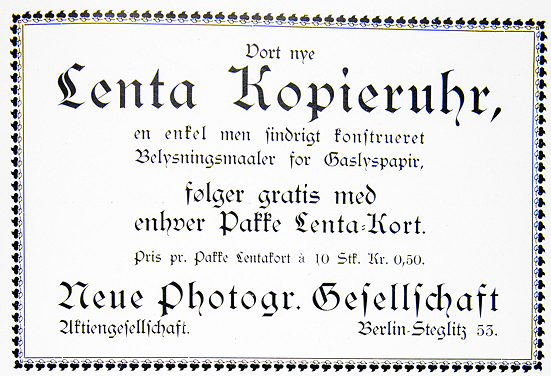 Vort nye
Lenta Kopieruhr,
en enkel men sindrigt konstrueret
Belysningsmaaler for Gaslyspapir,
følger gratis med
enhver Pakke Lenta-Kort.
Pris pr. Pakke Lentakort à 10 Stk. Kr. 0,50.
Neue Photogr. Gesellschaft
Aktiengesellschaft. Berlin-Steglitz 53.